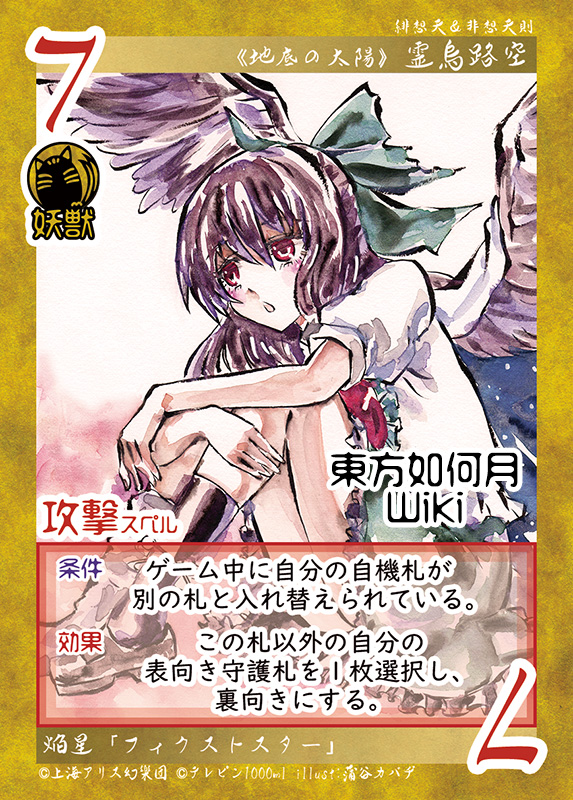 緋想天&非想天則
7
《地底の太陽》 霊烏路空
妖獣
東方如何月
Wiki
攻撃スペル
条件 ゲーム中に自分の自機札が
別の札と入れ替えられている。
効果 この札以外の自分の
表向き守護札を1枚選択し、
裏向きにする。
焔星「フィクストスター」
7
©上海アリス幻樂団 ©テレピン1000ml illust:蒲谷カバヂ